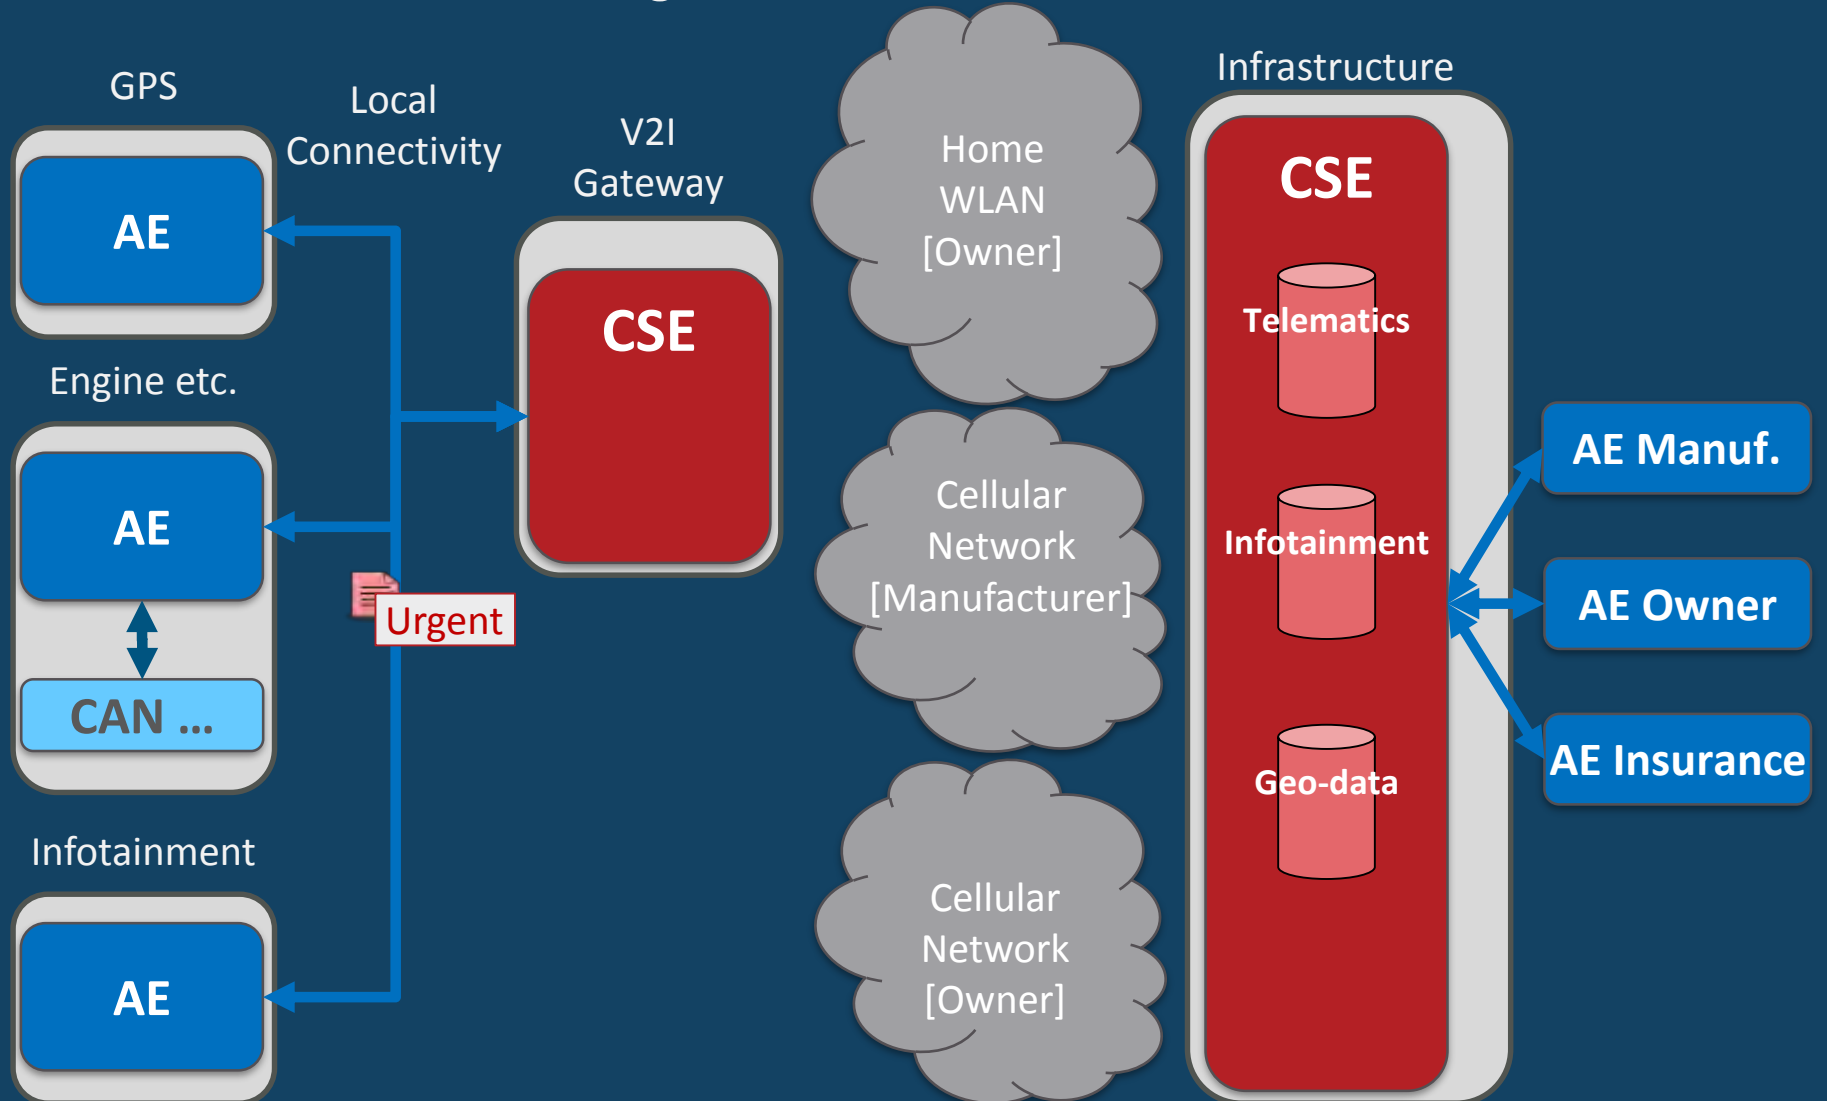 GPS
AE
Engine etc.
AE
CAN ...
Infotainment
AE
Local
Connectivity
Urgent
V2I
Gateway
CSE
Home
WLAN
[Owner]
Cellular
Network
[Manufacturer]
Cellular
Network
[Owner]
Infrastructure
CSE
Telematics
Infotainment
Geo-data
AE Manuf.
AE Owner
AE Insurance